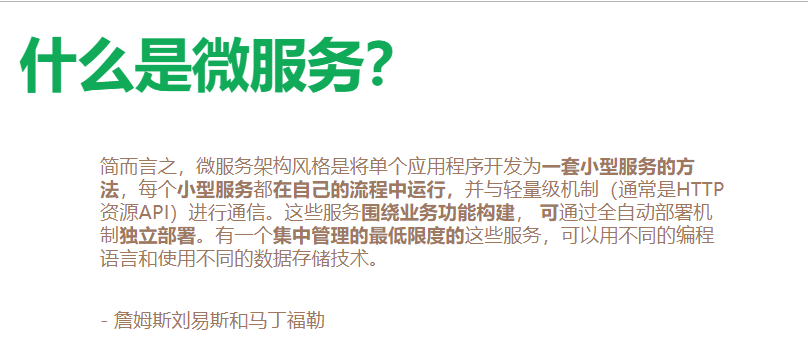 什么是微服务？
简而言之，微服务架构风格是将单个应用程序开发为一套小型服务的方
法，每个小型服务都在自己的流程中运行，并与轻量级机制（通常是HTTP
资源API）进行通信。这些服务围绕业务功能构建， 可通过全自动部署机
制独立部署。有一个集中管理的最低限度的这些服务，可以用不同的编程
语言和使用不同的数据存储技术。
- 詹姆斯刘易斯和马丁福勒